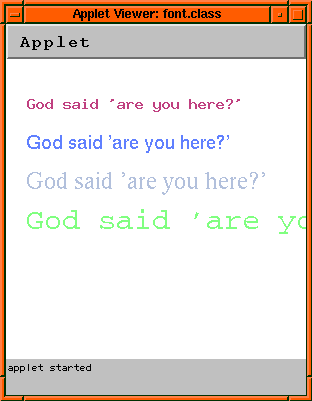 Applet Viewer: font.class
Applet
God said 'are you here?'
God said 'are you here?'
God said 'are you here?'
God said 'are yo
applet started